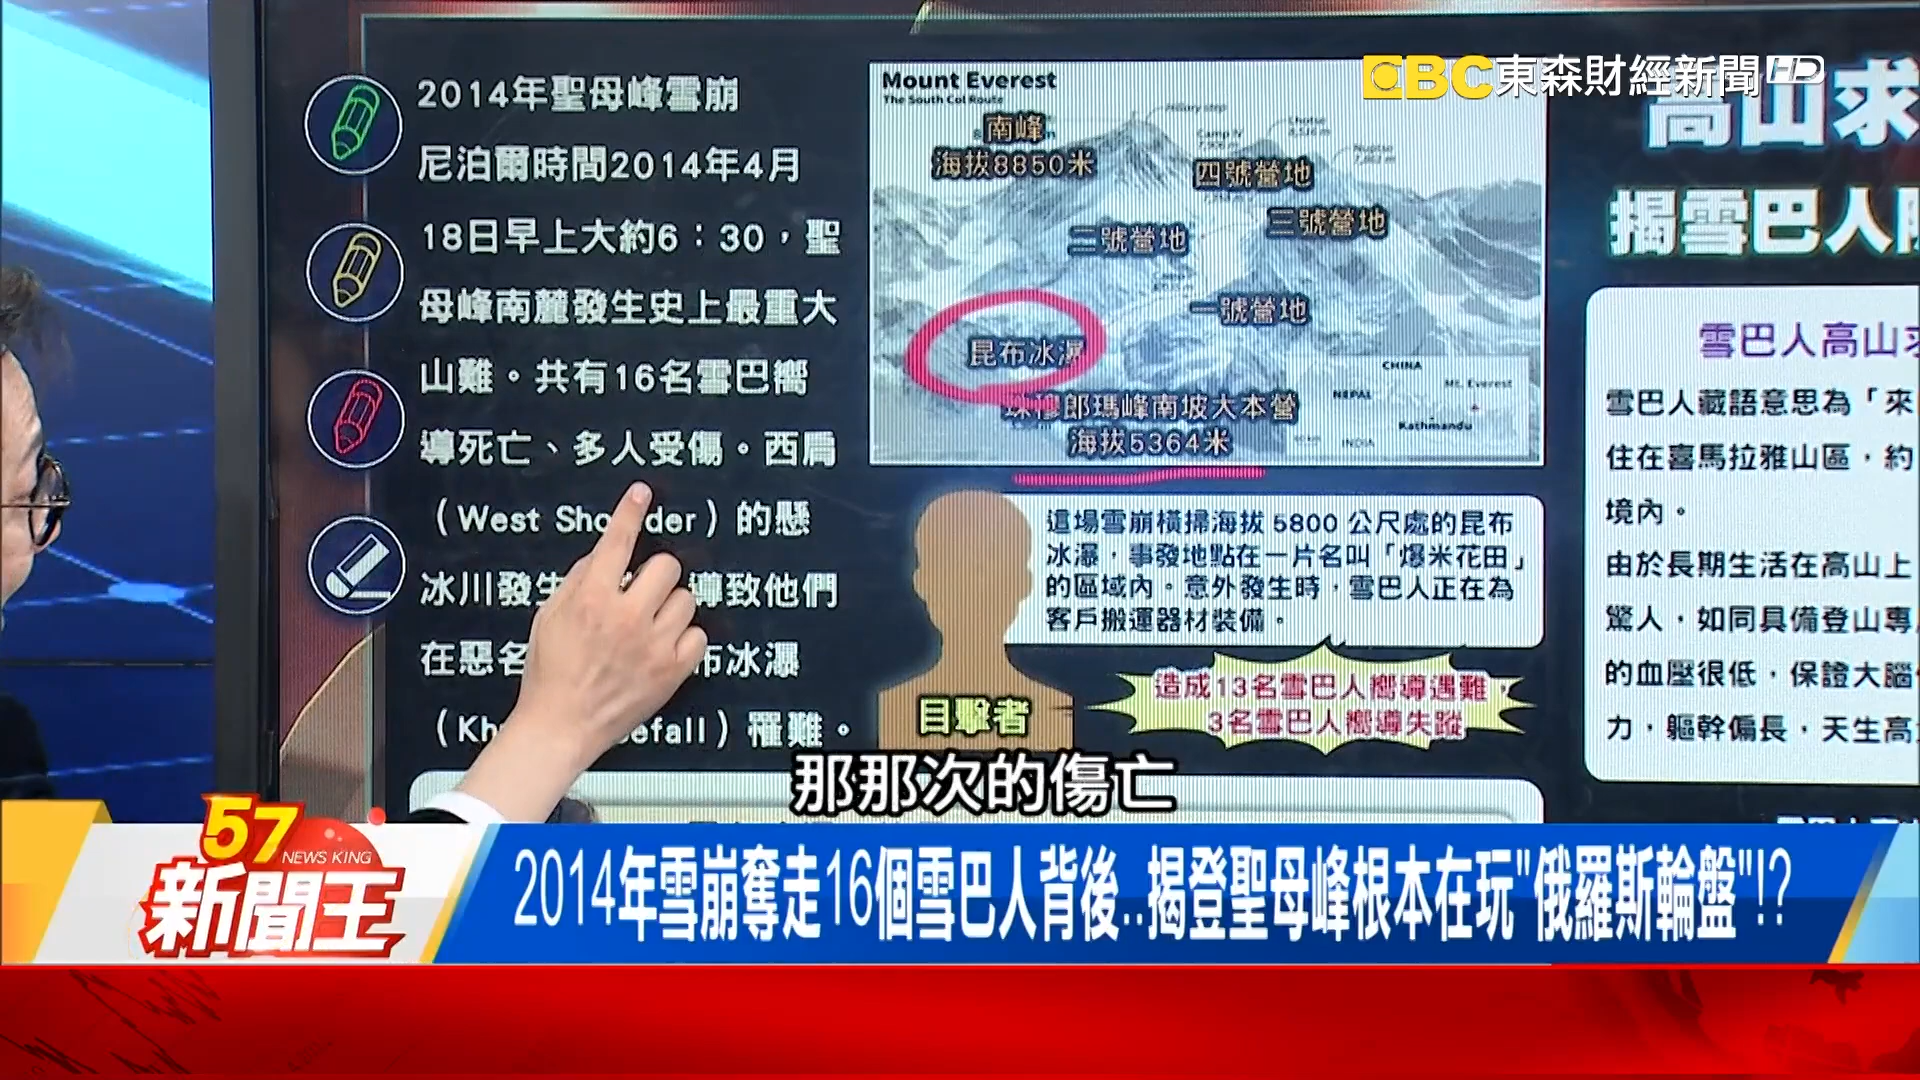 EBC 東森財經新聞 HD
2014年聖母峰雪崩
尼泊爾時間2014年4月
18日早上大約6：30，聖
母峰南麓發生史上最重大
山難。共有16名雪巴嚮
導死亡、多人受傷。西肩
（West Sho der）的懸
冰川發生 導致他們
在惡名 布冰瀑
（Kh efall）罹難。
Mount Everest
The South Col Route
Hillary step
南峰
海拔8850米
Camp IV
Lhotse
8,516 m
Nuptse
四號營地
三號營地
二號營地
一號營地
昆布冰瀑
珠穆郎瑪峰南坡大本營
海拔5364米
CHINA
Mt. Everest
NEPAL
Kathmandu
INDIA
這場雪崩橫掃海拔5800公尺處的昆布
冰瀑，事發地點在一片名叫「爆米花田」
的區域內。意外發生時，雪巴人正在為
客戶搬運器材裝備。
目擊者
造成13名雪巴人嚮導遇難，
3名雪巴人嚮導失蹤
高山求
揭雪巴人
雪巴人高山
雪巴人藏語意思為「來
住在喜馬拉雅山區，約
境內。
由於長期生活在高山上
驚人，如同具備登山專
的血壓很低，保證大腦
力，軀幹偏長，天生高
那那次的傷亡
57
NEWS KING
新聞王
2014年雪崩奪走16個雪巴人背後..揭登聖母峰根本在玩"俄羅斯輪盤"!?